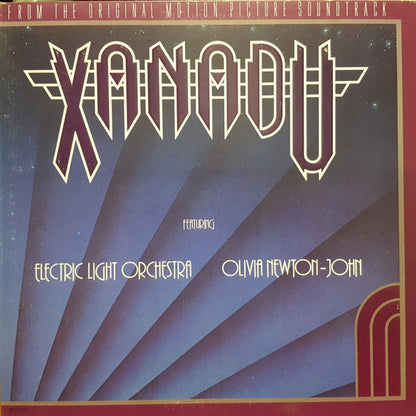 FROM THE ORIGINAL MOTION PICTURE SOUNDTRACK
XANADU
FEATURING
ELECTRIC LIGHT ORCHESTRA OLIVIA NEWTON-JOHN